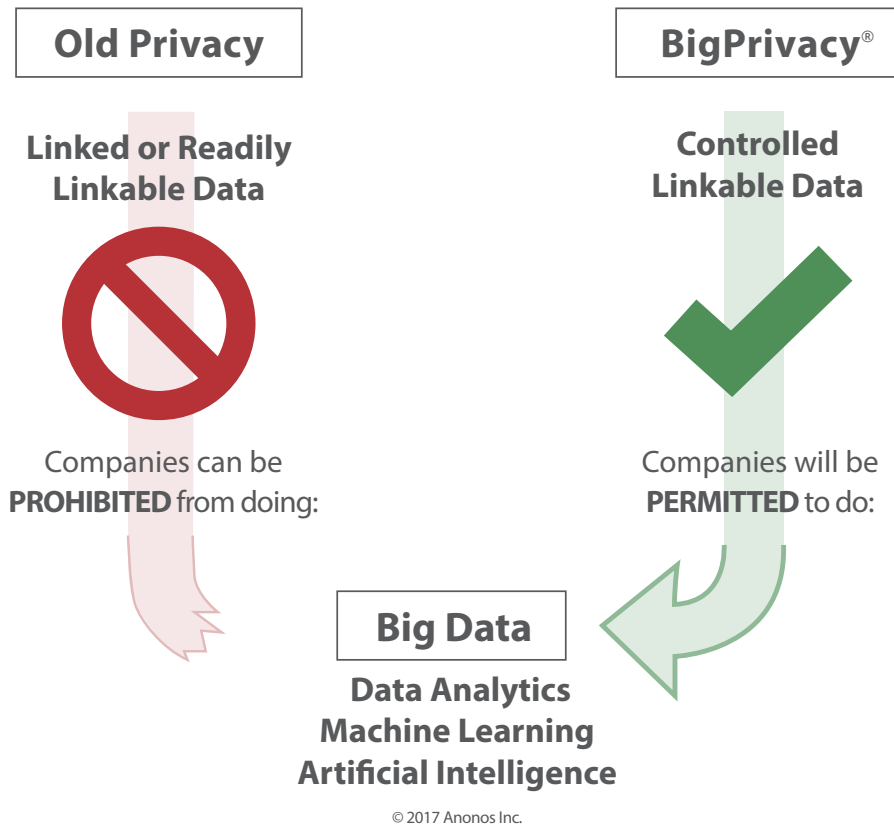 Old Privacy
Linked or Readily
Linkable Data
Companies can be
PROHIBITED from doing:
BigPrivacy®
Controlled
Linkable Data
Companies will be
PERMITTED to do:
Big Data
Data Analytics
Machine Learning
Artificial Intelligence
© 2017 Anonos Inc.